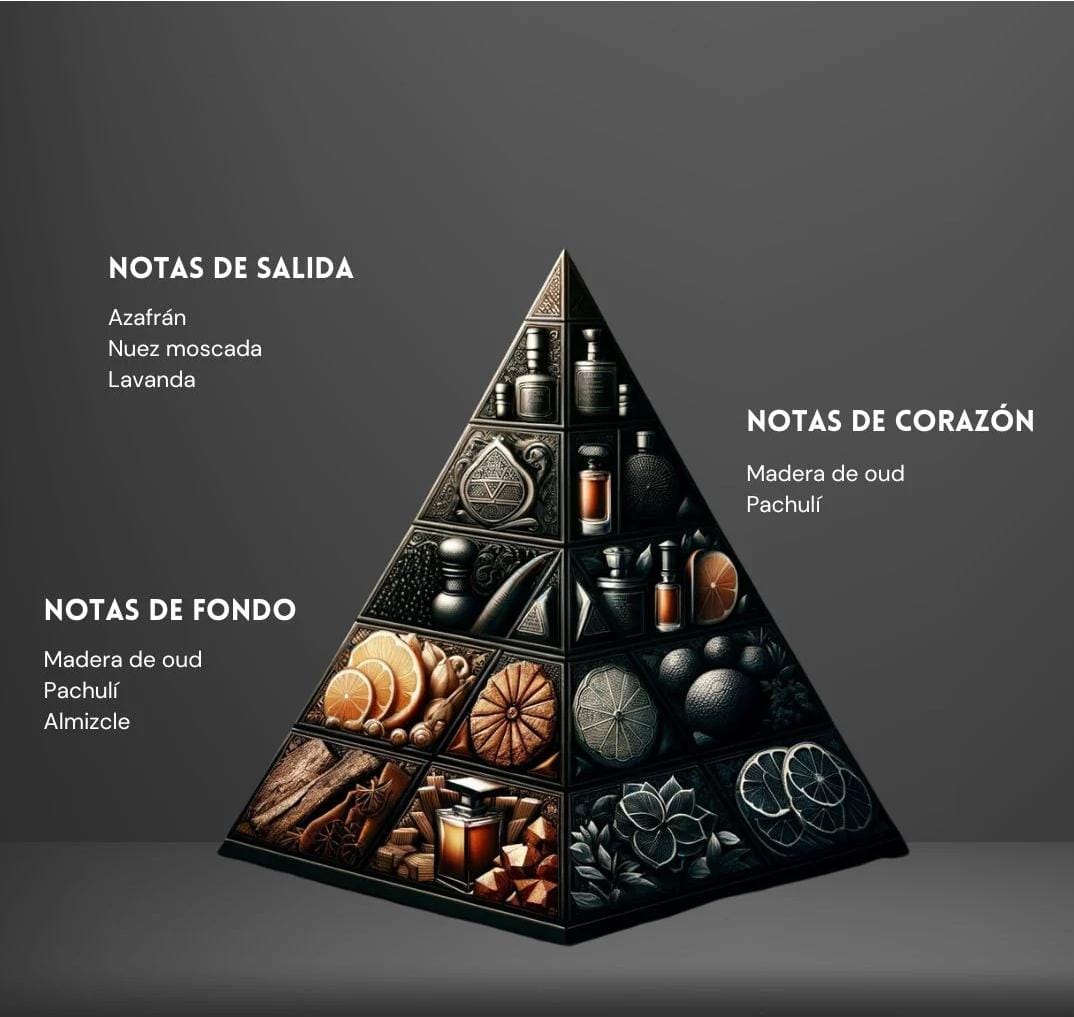 NOTAS DE SALIDA
Azafrán
Nuez moscada
Lavanda
NOTAS DE CORAZÓN
Madera de oud
Pachulí
NOTAS DE FONDO
Madera de oud
Pachulí
Almizcle